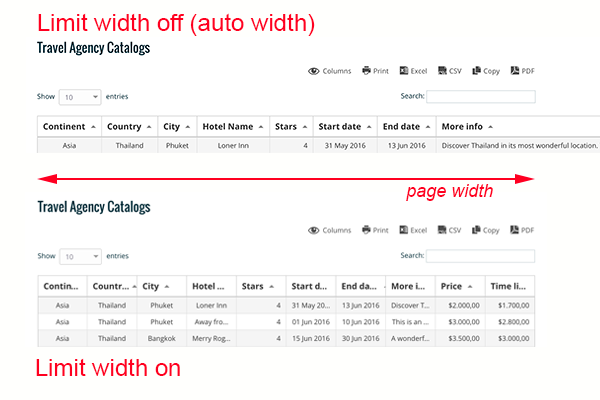 Limit width off (auto width)
Travel Agency Catalogs
Columns Print Excel CSV Copy PDF
Show 10 entries Search:
Continent Country City Hotel Name Stars Start date End date More info
Asia Thailand Phuket Loner Inn 4 31 May 2016 13 Jun 2016 Discover Thailand in its most wonderful location.
page width
Travel Agency Catalogs
Columns Print Excel CSV Copy PDF
Show 10 entries Search:
Contin... Countr... City Hotel ... Stars Start d... End da... More i... Price Time li...
Asia Thailand Phuket Loner Inn 4 31 May 20... 13 Jun 2016 Discover T... $2.000,00 $1.700,00
Asia Thailand Phuket Away fro... 4 01 Jun 2016 10 Jun 2016 This is an ... $3.000,00 $2.800,00
Asia Thailand Bangkok Merry Rog... 4 15 Jun 2016 30 Jun 2016 A wonderf... $3.500,00 $3.000,00
Limit width on